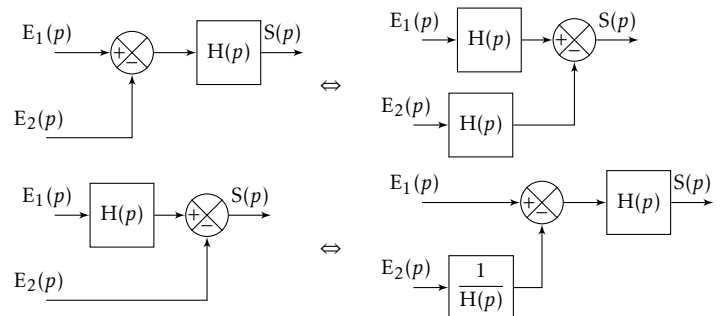 E₁(p) + − H(p) S(p)
E₂(p)
⇔
E₁(p) H(p) + − S(p)
E₂(p) H(p)
E₁(p) H(p) + − S(p)
E₂(p)
⇔
E₁(p) + − H(p) S(p)
E₂(p) 1/H(p)